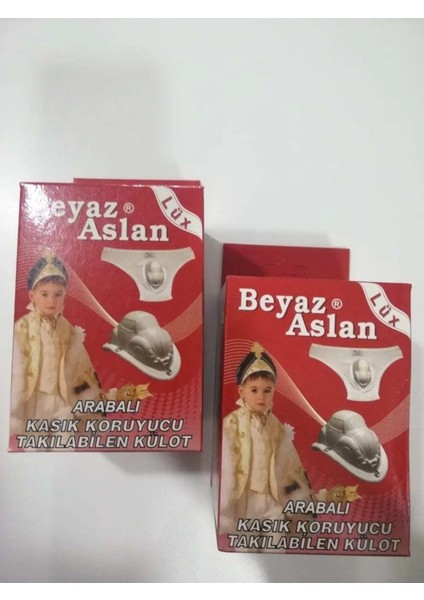 Beyaz®
Aslan
LÜX
ARABALI
KASIK KORUYUCU
TAKILABİLEN KÜLOT
Beyaz®
Aslan
LÜX
ARABALI
KASIK KORUYUCU
TAKILABİLEN KÜLOT